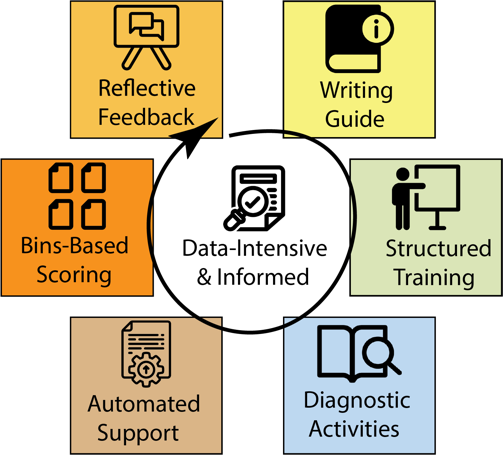 Reflective
Feedback
Writing
Guide
Bins-Based
Scoring
Data-Intensive
& Informed
Structured
Training
Automated
Support
Diagnostic
Activities